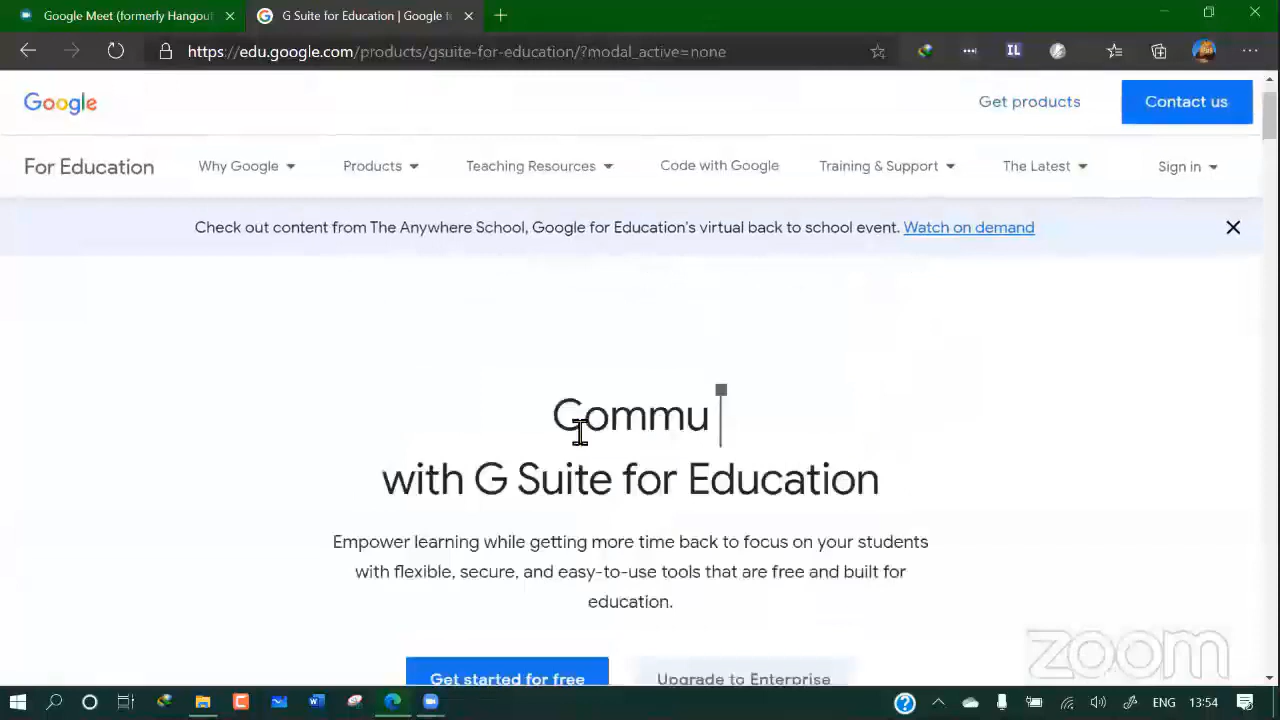 Google Meet (formerly Hangout
G Suite for Education | Google f
https://edu.google.com/products/gsuite-for-education/?modal_active=none
IL
Google
Get products
Contact us
For Education
Why Google
Products
Teaching Resources
Code with Google
Training & Support
The Latest
Sign in
Check out content from The Anywhere School, Google for Education's virtual back to school event. Watch on demand
Commu
with G Suite for Education
Empower learning while getting more time back to focus on your students
with flexible, secure, and easy-to-use tools that are free and built for
education.
Get started for free
Upgrade to Enterprise
zoom
ENG
13:54